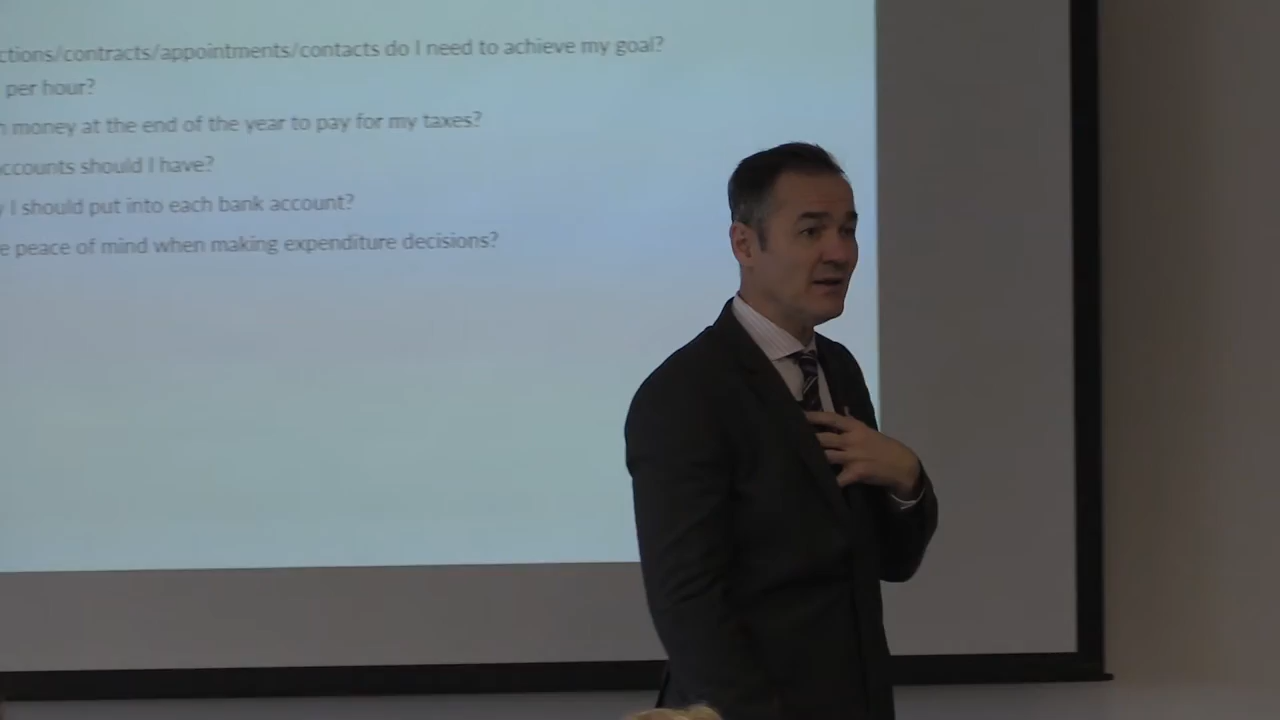 ctions/contracts/appointments/contacts do I need to achieve my goal?
per hour?
money at the end of the year to pay for my taxes?
accounts should I have?
I should put into each bank account?
e peace of mind when making expenditure decisions?